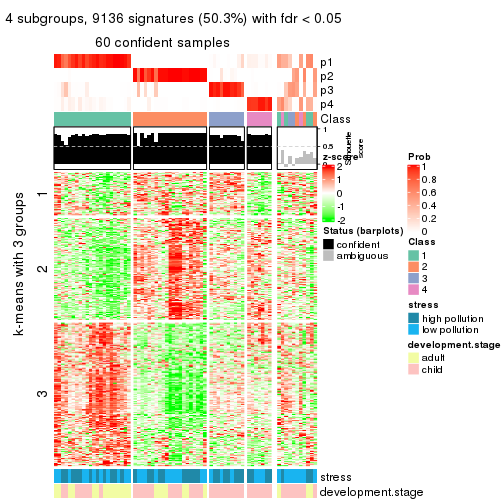 4 subgroups, 9136 signatures (50.3%) with fdr < 0.05
60 confident samples
p1
p2
p3
p4
Class
1
0.5
0
Silhouette
score
k-means with 3 groups
1
2
3
z-score
2
1
0
-1
-2
Status (barplots)
confident
ambiguous
Prob
1
0.8
0.6
0.4
0.2
0
Class
1
2
3
4
stress
high pollution
low pollution
development.stage
adult
child
stress
development.stage